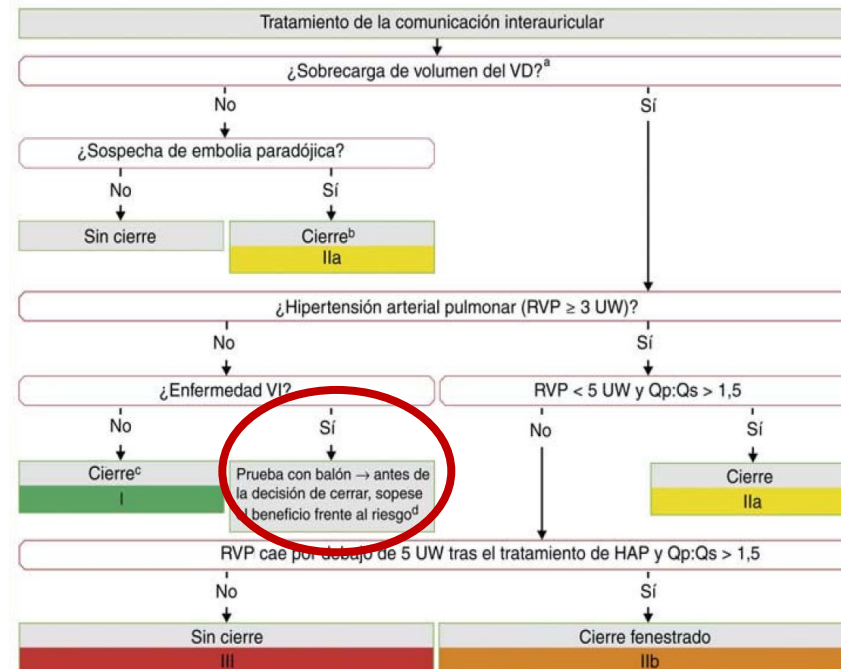 Tratamiento de la comunicación interauricular
¿Sobrecarga de volumen del VD?ª
No
Sí
¿Sospecha de embolia paradójica?
No
Sí
Sin cierre
Cierreᵇ
IIa
¿Hipertensión arterial pulmonar (RVP ≥ 3 UW)?
No
Sí
¿Enfermedad VI?
RVP < 5 UW y Qp:Qs > 1,5
No
Sí
No
Sí
Cierreᶜ
I
Prueba con balón → antes de
la decisión de cerrar, sopese
el beneficio frente al riesgoᵈ
Cierre
IIa
RVP cae por debajo de 5 UW tras el tratamiento de HAP y Qp:Qs > 1,5
No
Sí
Sin cierre
III
Cierre fenestrado
IIb